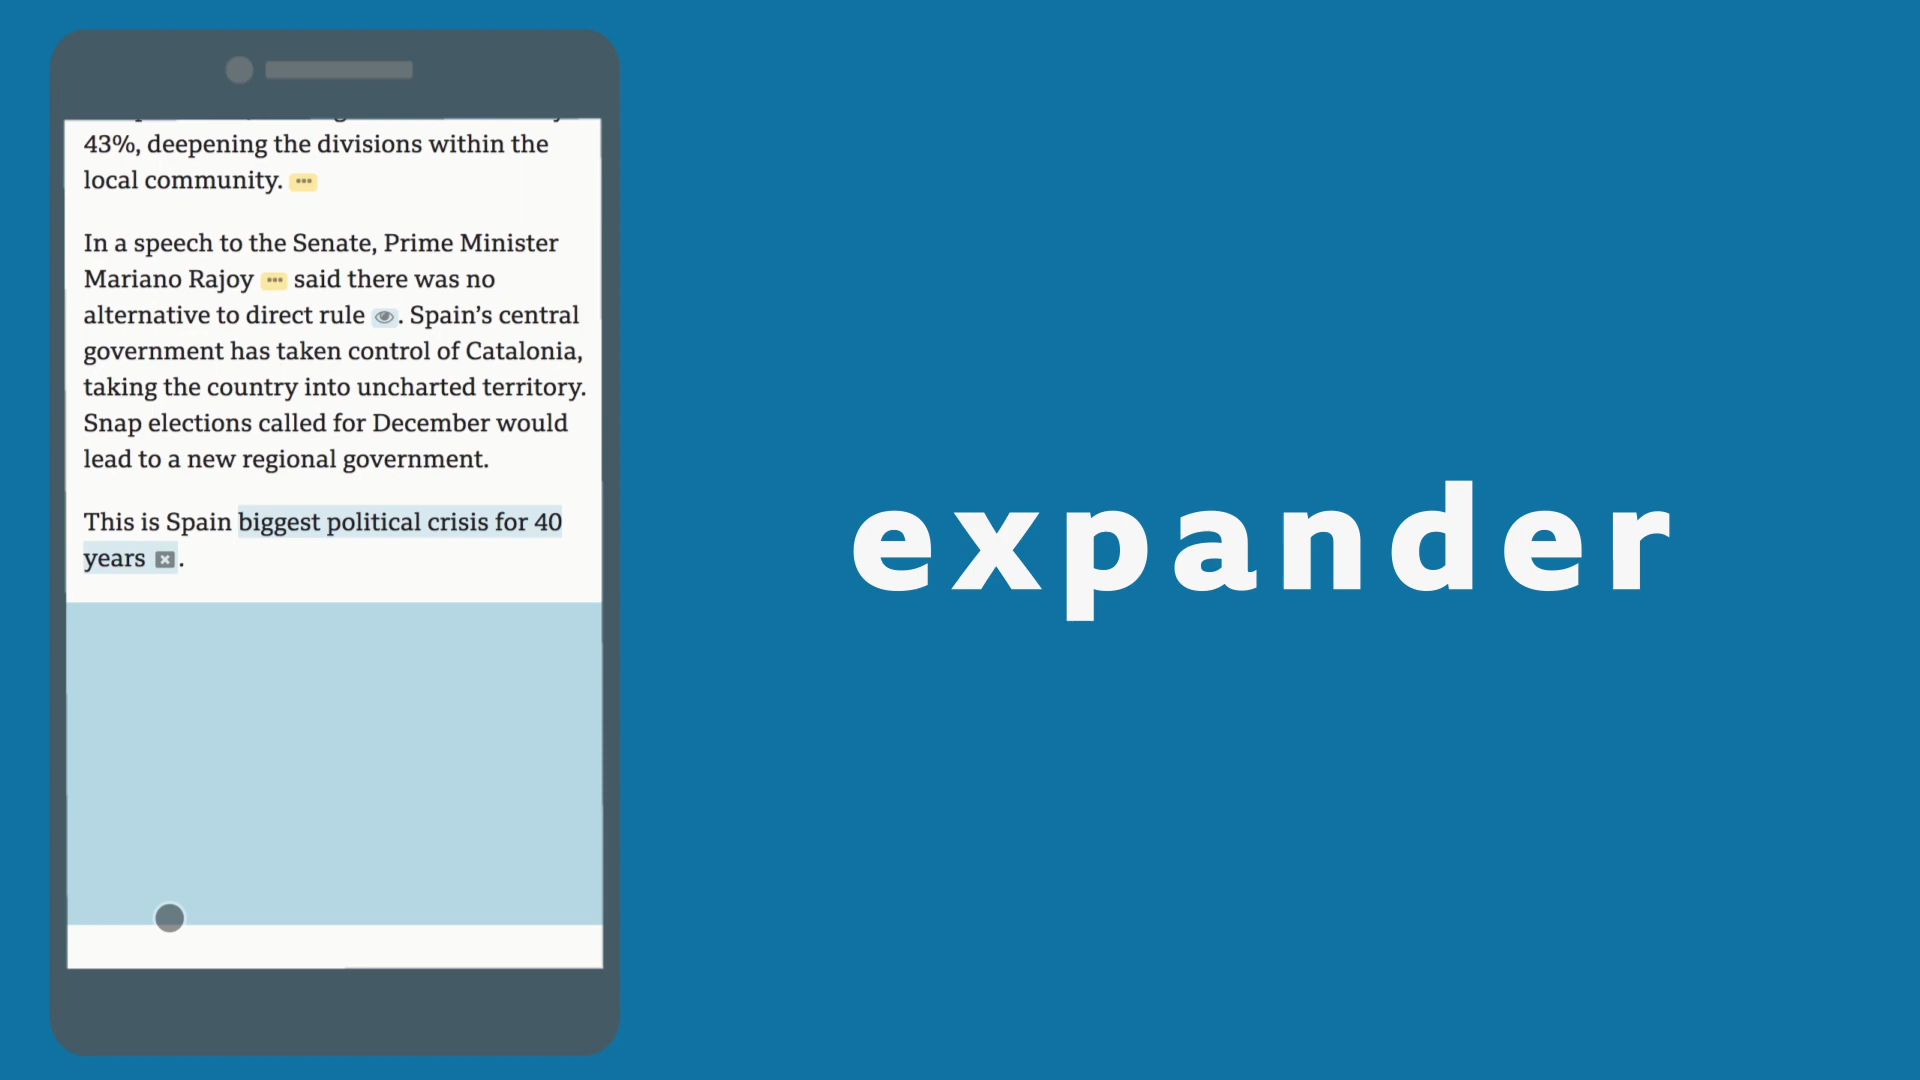 43%, deepening the divisions within the
local community.
In a speech to the Senate, Prime Minister
Mariano Rajoy ••• said there was no
alternative to direct rule . Spain’s central
government has taken control of Catalonia,
taking the country into uncharted territory.
Snap elections called for December would
lead to a new regional government.
This is Spain biggest political crisis for 40
years .
expander